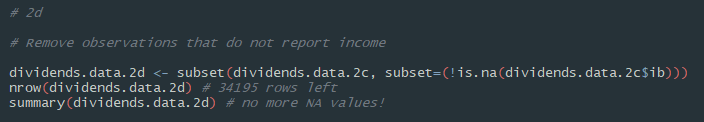 # 2d
# Remove observations that do not report income
dividends.data.2d <- subset(dividends.data.2c, subset=(!is.na(dividends.data.2c$ib)))
nrow(dividends.data.2d) # 34195 rows left
summary(dividends.data.2d) # no more NA values!